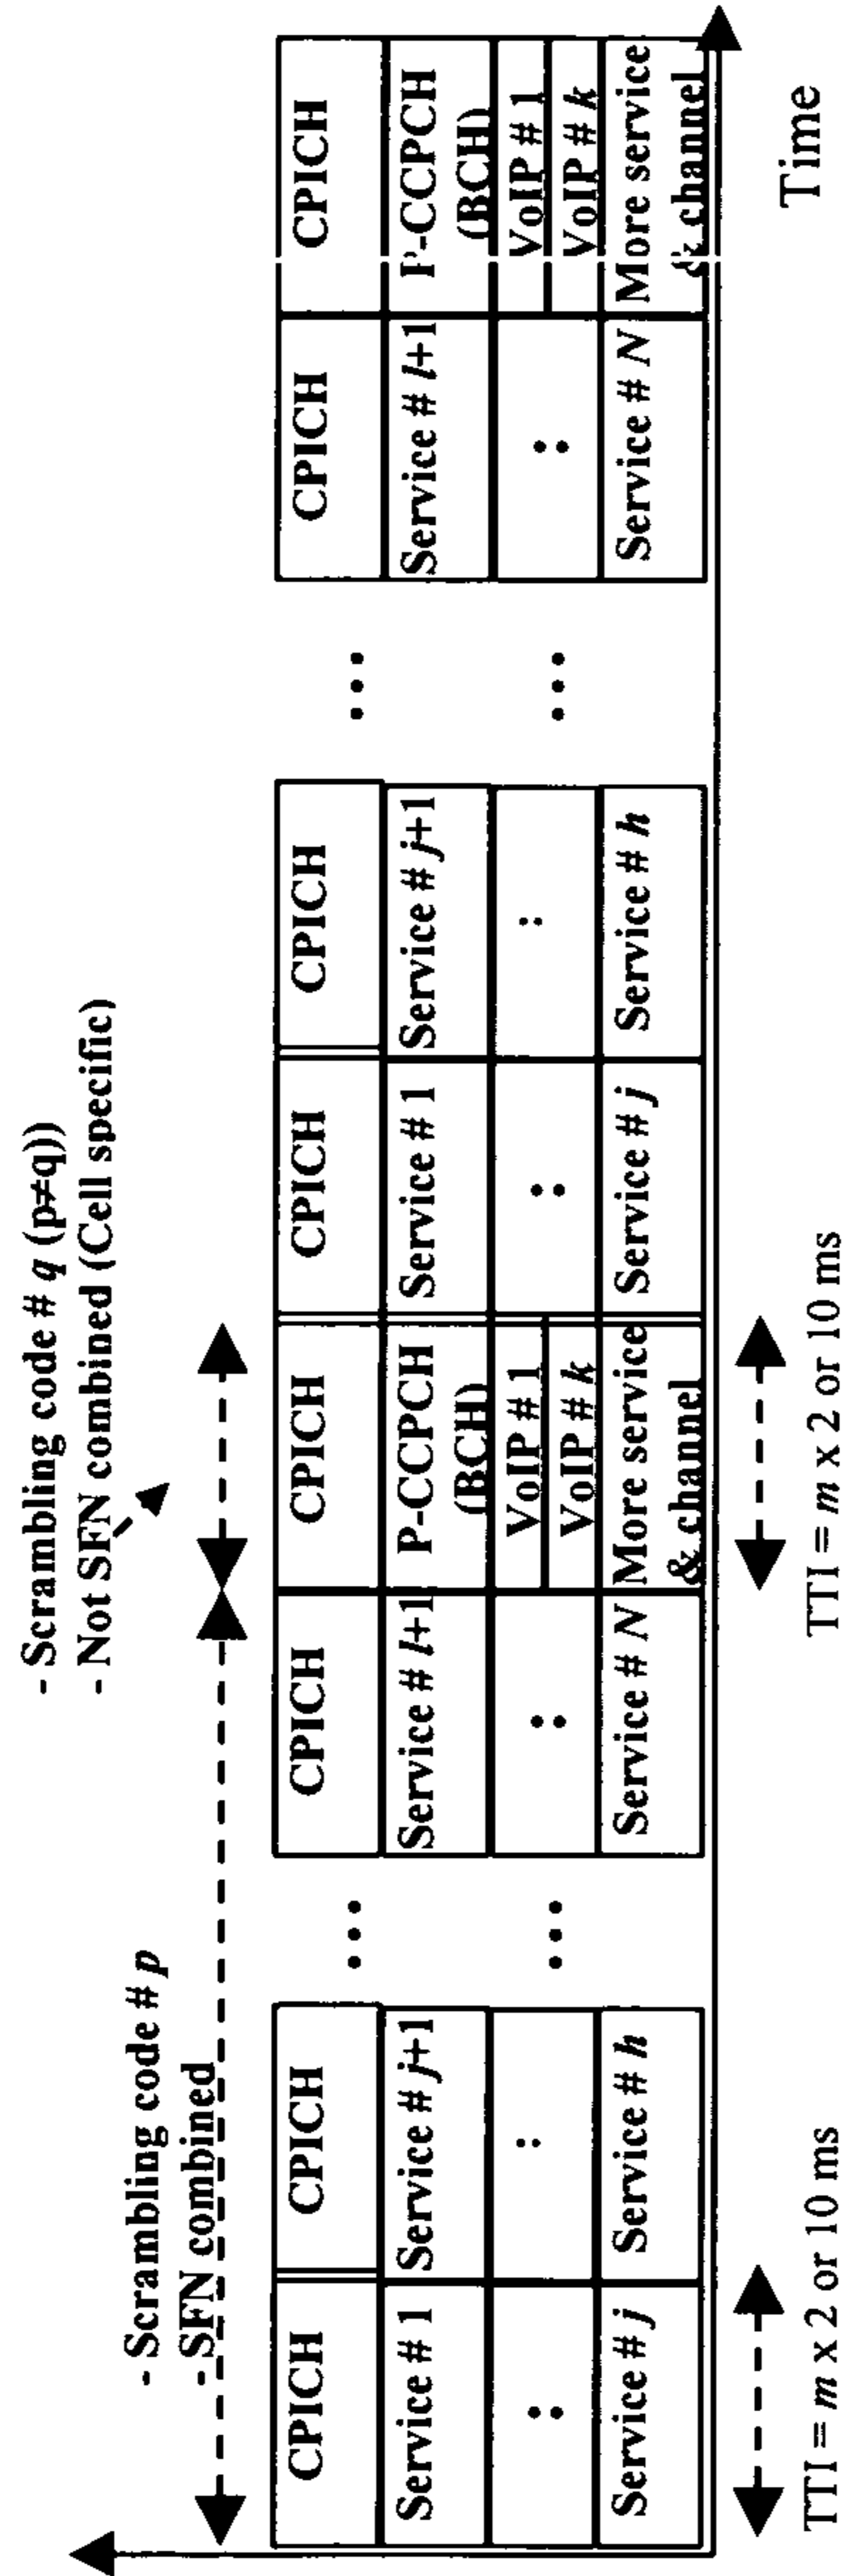 - Scrambling code # q (p≠q))
- Not SFN combined (Cell specific)
- Scrambling code # p
- SFN combined
CPICH
Service # 1
:
Service # j
CPICH
Service # j+1
:
Service # h
...
...
CPICH
Service # l+1
:
Service # N
CPICH
P-CCPCH
(BCH)
VoIP # 1
VoIP # k
More service
& channel
CPICH
Service # 1
:
Service # j
CPICH
Service # j+1
:
Service # h
...
...
CPICH
Service # l+1
:
Service # N
CPICH
P-CCPCH
(BCH)
VoIP # 1
VoIP # k
More service
& channel
TTI = m x 2 or 10 ms
TTI = m x 2 or 10 ms
Time